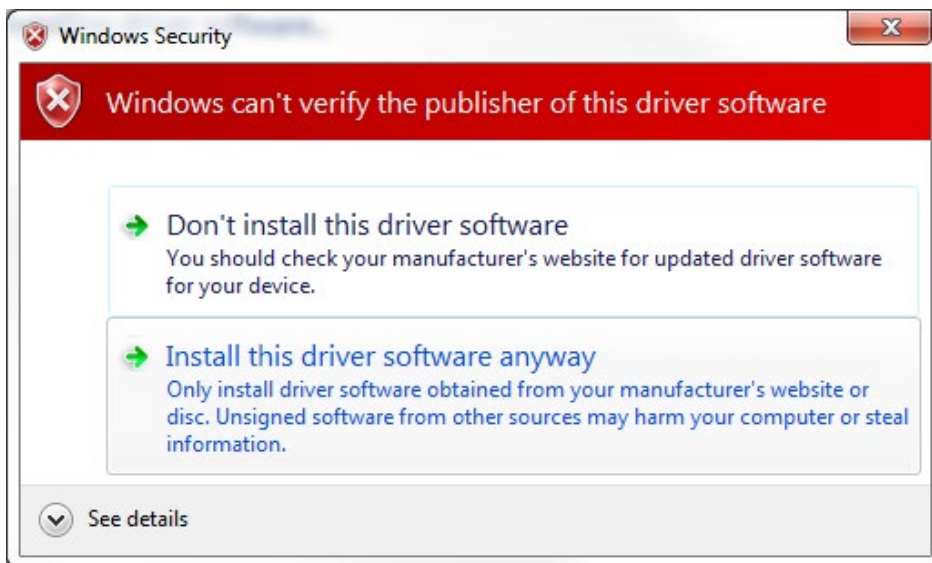 Windows Security
Windows can't verify the publisher of this driver software
Don't install this driver software
You should check your manufacturer's website for updated driver software
for your device.
Install this driver software anyway
Only install driver software obtained from your manufacturer's website or
disc. Unsigned software from other sources may harm your computer or steal
information.
See details